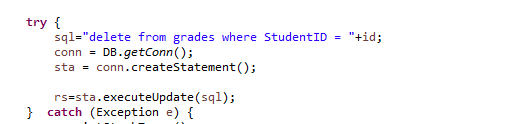 try {
sql="delete from grades where StudentID = "+id;
conn = DB.getConn();
sta = conn.createStatement();
rs=sta.executeUpdate(sql);
} catch (Exception e) {